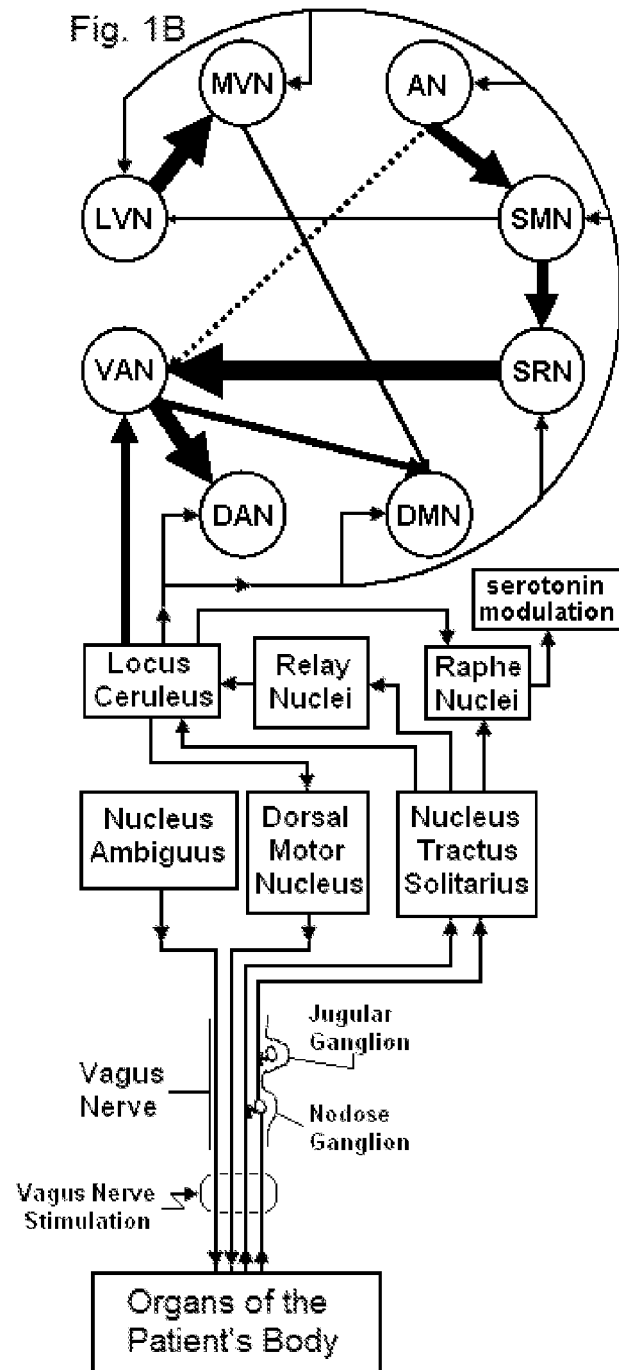 Fig. 1B
MVN
AN
LVN
SMN
VAN
SRN
DAN
DMN
serotonin
modulation
Locus
Ceruleus
Relay
Nuclei
Raphe
Nuclei
Nucleus
Ambiguus
Dorsal
Motor
Nucleus
Nucleus
Tractus
Solitarius
Jugular
Ganglion
Vagus
Nerve
Nodose
Ganglion
Vagus Nerve
Stimulation
Organs of the
Patient's Body